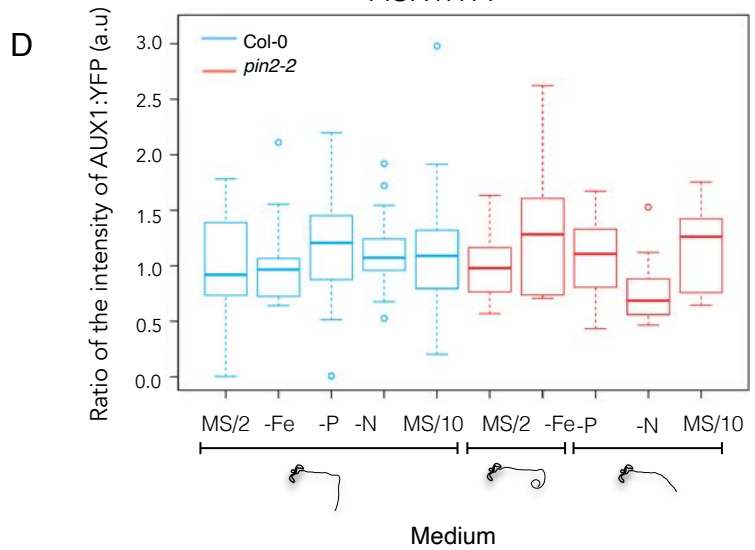 D
Ratio of the intensity of AUX1:YFP (a.u)
3.0
2.5
2.0
1.5
1.0
0.5
0.0
Col-0
pin2-2
MS/2 -Fe -P -N MS/10 MS/2 -Fe -P -N MS/10
Medium